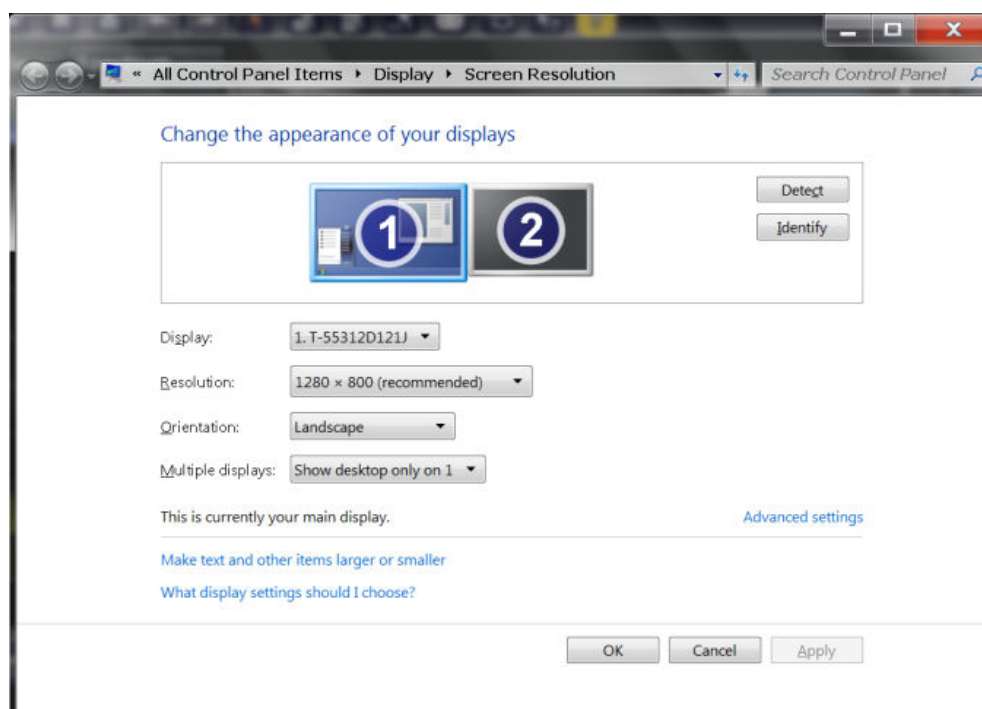 « All Control Panel Items ▸ Display ▸ Screen Resolution Search Control Panel
Change the appearance of your displays
1 2
Detect
Identify
Display: 1. T-55312D121J
Resolution: 1280 × 800 (recommended)
Orientation: Landscape
Multiple displays: Show desktop only on 1
This is currently your main display. Advanced settings
Make text and other items larger or smaller
What display settings should I choose?
OK Cancel Apply